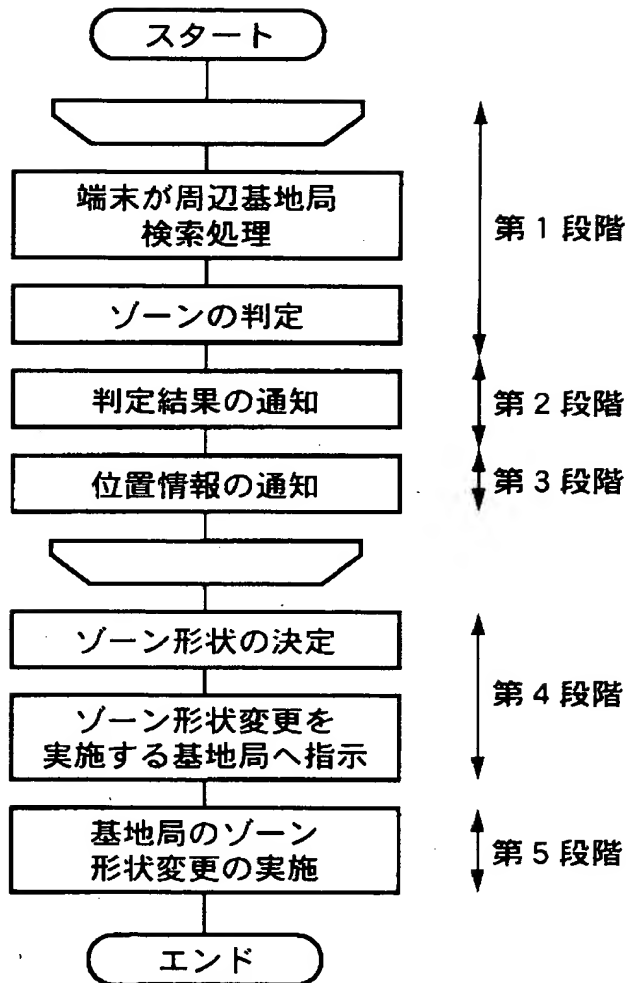 スタート
端末が周辺基地局
検索処理
ゾーンの判定
第1段階
判定結果の通知
第2段階
位置情報の通知
第3段階
ゾーン形状の決定
ゾーン形状変更を
実施する基地局へ指示
第4段階
基地局のゾーン
形状変更の実施
第5段階
エンド